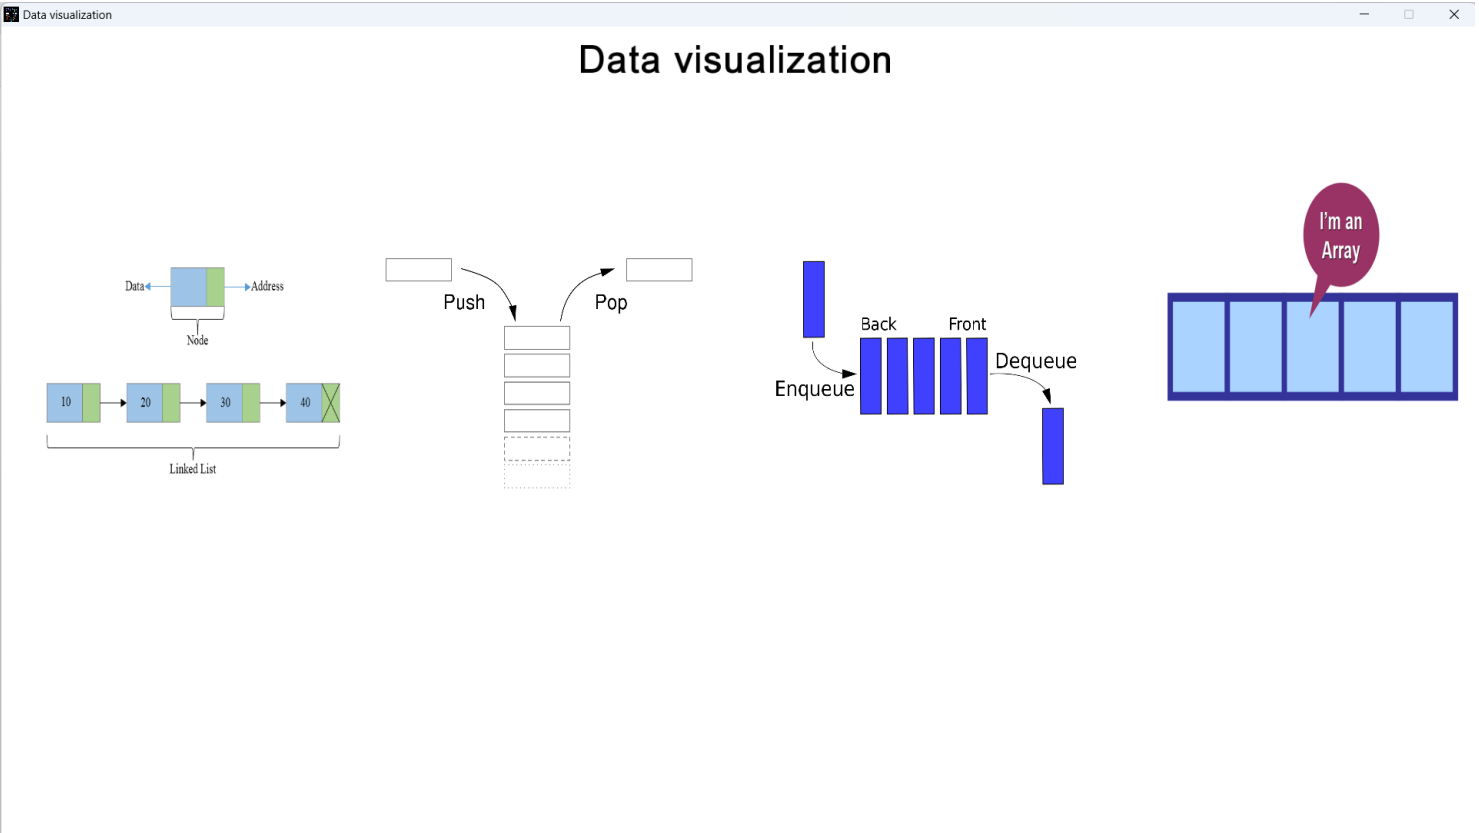 Data visualization
Data visualization
Data
Address
Node
10
20
30
40
Linked List
Push
Pop
Back
Front
Enqueue
Dequeue
I'm an
Array